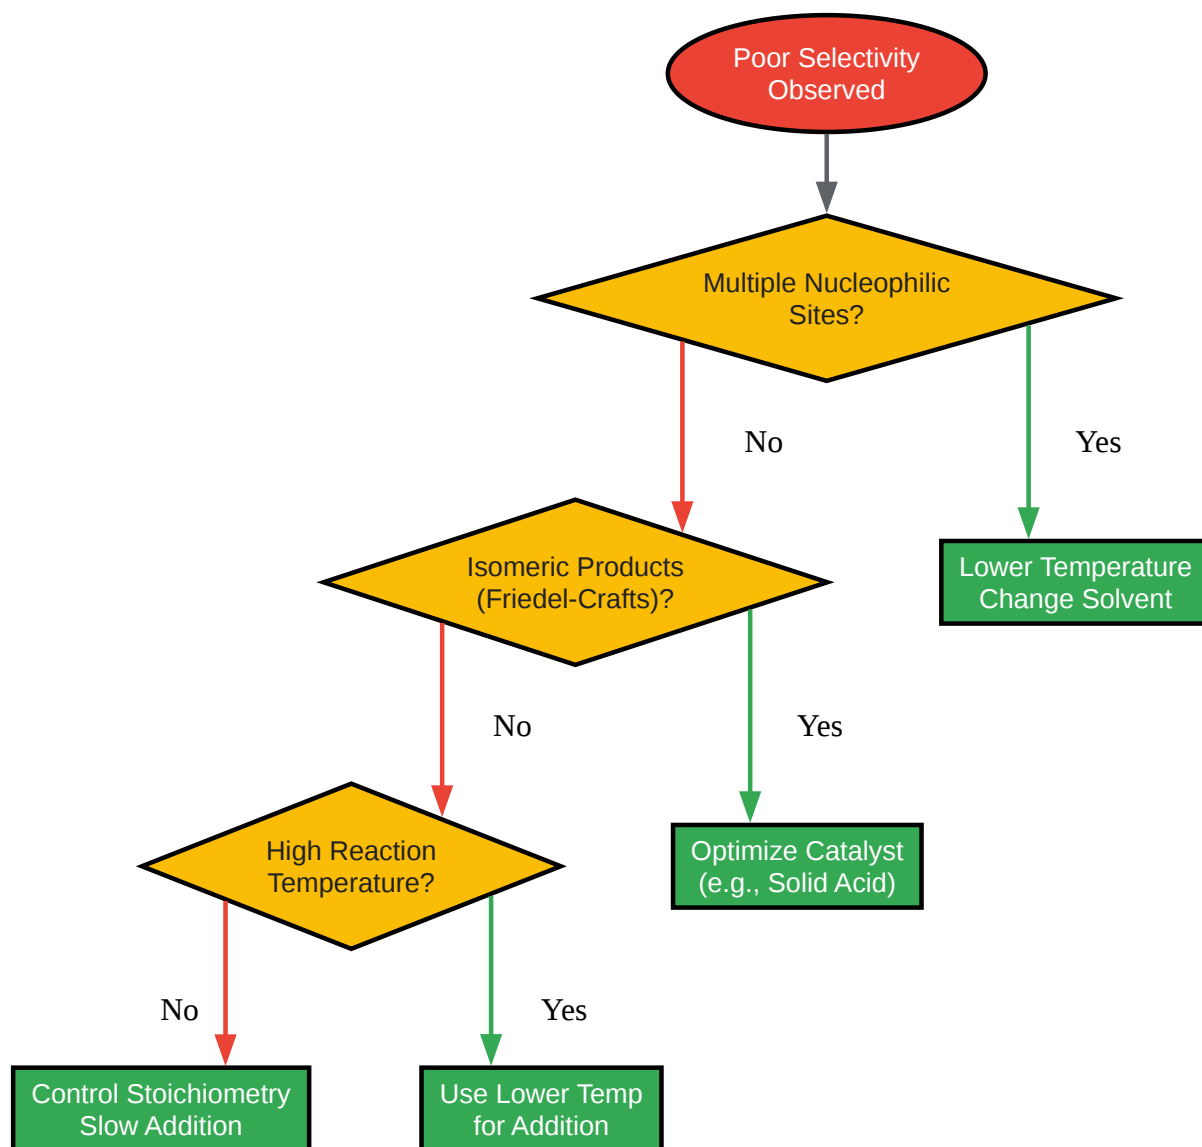 Poor Selectivity
Observed
Multiple Nucleophilic
Sites?
No
Yes
Isomeric Products
(Friedel-Crafts)?
Lower Temperature
Change Solvent
No
Yes
High Reaction
Temperature?
Optimize Catalyst
(e.g., Solid Acid)
No
Yes
Control Stoichiometry
Slow Addition
Use Lower Temp
for Addition